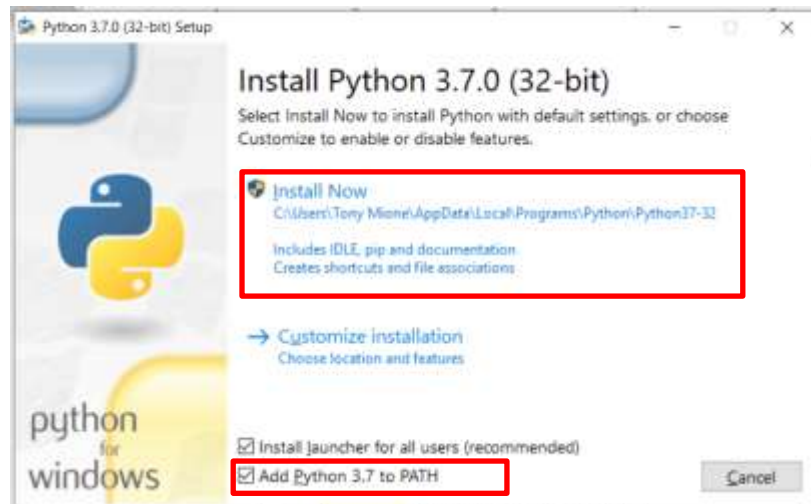 Python 3.7.0 (32-bit) Setup
Install Python 3.7.0 (32-bit)
Select Install Now to install Python with default settings, or choose
Customize to enable or disable features.
Install Now
C:\Users\Tony Mione\AppData\Local\Programs\Python\Python37-32
Includes IDLE, pip and documentation
Creates shortcuts and file associations
Customize installation
Choose location and features
python
for
windows
Install launcher for all users (recommended)
Add Python 3.7 to PATH
Cancel